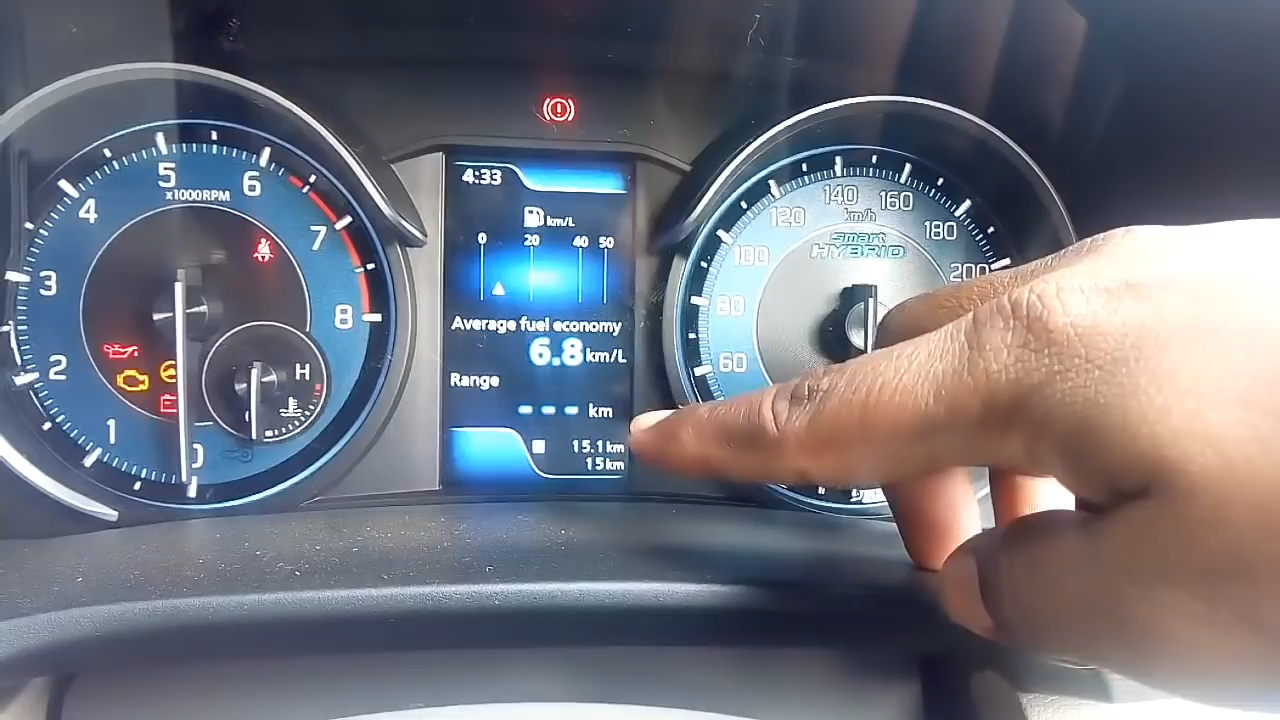 5
x1000RPM
6
4
7
3
8
2
1
0
H
4:33
km/L
0 20 40 50
Average fuel economy
6.8 km/L
Range
--- km
15.1 km
15 km
140
120
160
km/h
smart
HYBRID
180
100
200
80
60